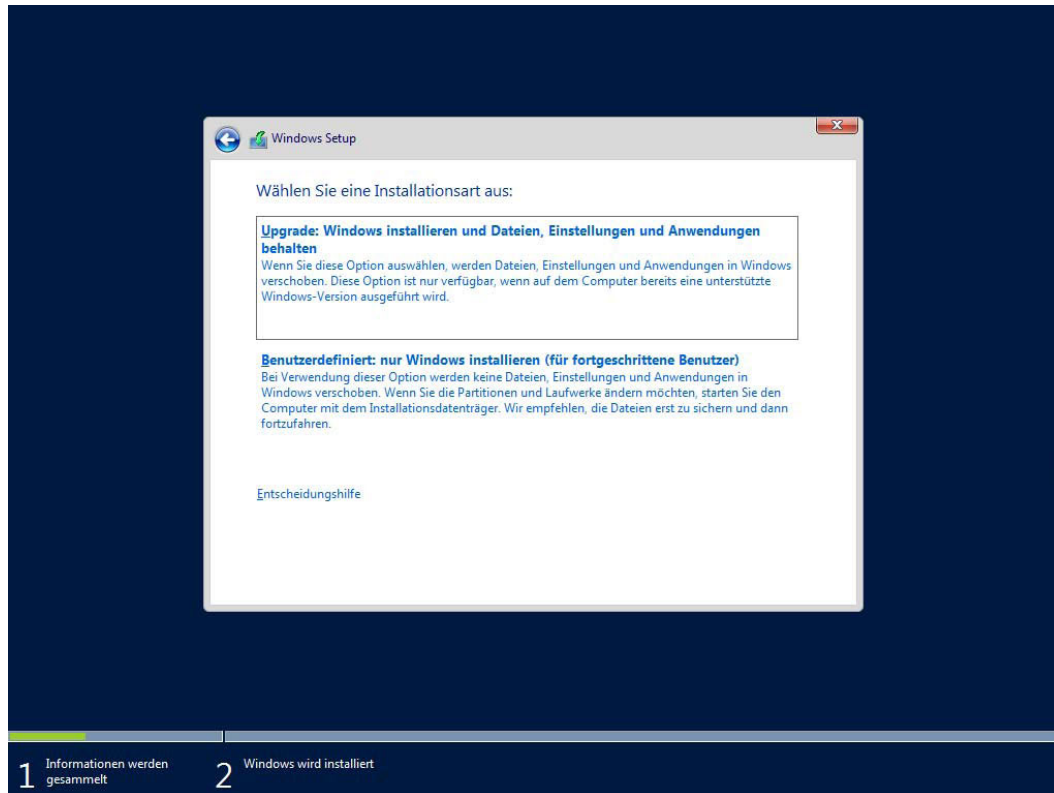 Windows Setup
Wählen Sie eine Installationsart aus:
Upgrade: Windows installieren und Dateien, Einstellungen und Anwendungen
behalten
Wenn Sie diese Option auswählen, werden Dateien, Einstellungen und Anwendungen in Windows
verschoben. Diese Option ist nur verfügbar, wenn auf dem Computer bereits eine unterstützte
Windows-Version ausgeführt wird.
Benutzerdefiniert: nur Windows installieren (für fortgeschrittene Benutzer)
Bei Verwendung dieser Option werden keine Dateien, Einstellungen und Anwendungen in
Windows verschoben. Wenn Sie die Partitionen und Laufwerke ändern möchten, starten Sie den
Computer mit dem Installationsdatenträger. Wir empfehlen, die Dateien erst zu sichern und dann
fortzufahren.
Entscheidungshilfe
1 Informationen werden
gesammelt
2 Windows wird installiert